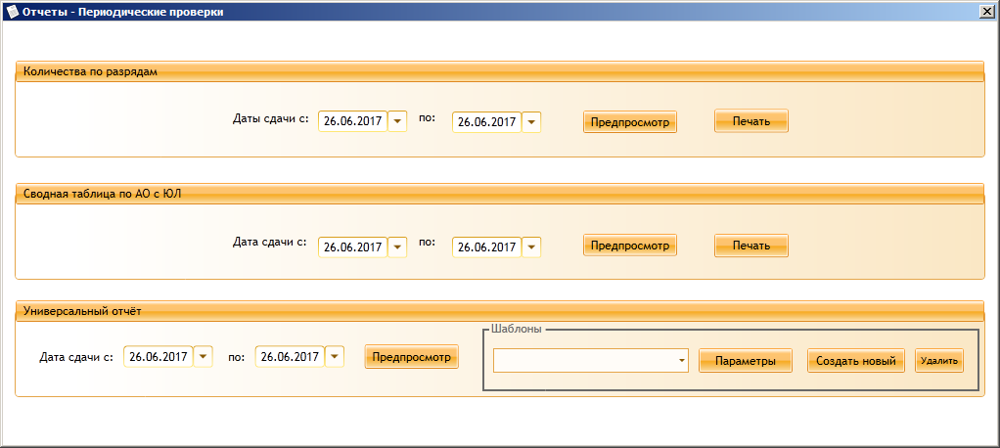 Отчеты - Периодические проверки
Количества по разрядам
Даты сдачи с: 26.06.2017 по: 26.06.2017 Предпросмотр Печать
Сводная таблица по АО с ЮЛ
Дата сдачи с: 26.06.2017 по: 26.06.2017 Предпросмотр Печать
Универсальный отчёт
Шаблоны
Дата сдачи с: 26.06.2017 по: 26.06.2017 Предпросмотр Параметры Создать новый Удалить